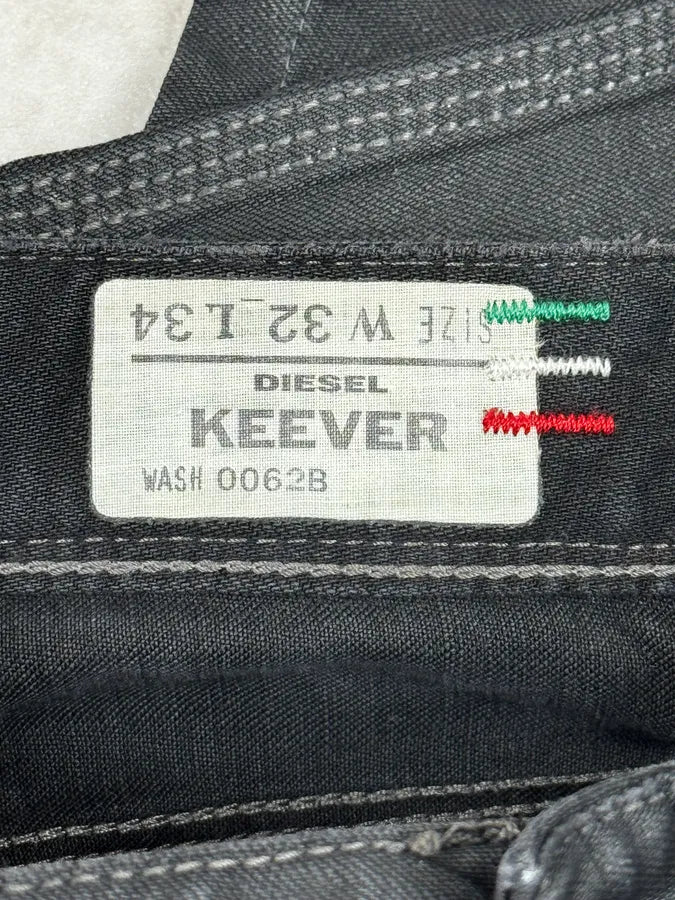 SIZE W 32 L 34
DIESEL
KEEVER
WASH 0062B